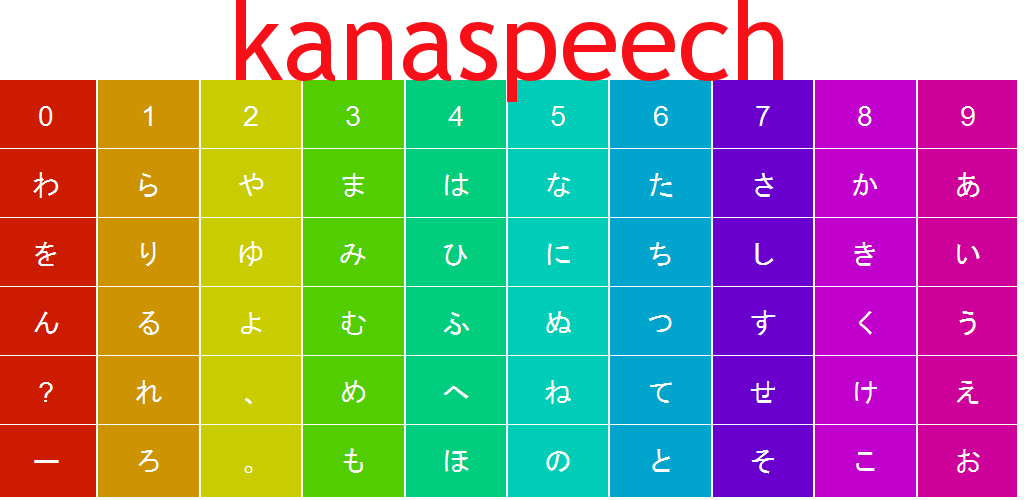 kanaspeech
0 1 2 3 4 5 6 7 8 9
わ ら や ま は な た さ か あ
を り ゆ み ひ に ち し き い
ん る よ む ふ ぬ つ す く う
? れ 、 め へ ね て せ け え
ー ろ 。 も ほ の と そ こ お